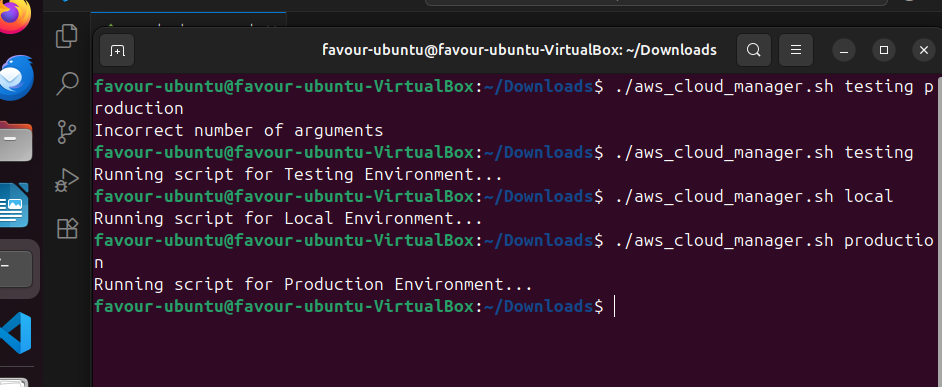 favour-ubuntu@favour-ubuntu-VirtualBox: ~/Downloads
favour-ubuntu@favour-ubuntu-VirtualBox:~/Downloads$ ./aws_cloud_manager.sh testing p
roduction
Incorrect number of arguments
favour-ubuntu@favour-ubuntu-VirtualBox:~/Downloads$ ./aws_cloud_manager.sh testing
Running script for Testing Environment...
favour-ubuntu@favour-ubuntu-VirtualBox:~/Downloads$ ./aws_cloud_manager.sh local
Running script for Local Environment...
favour-ubuntu@favour-ubuntu-VirtualBox:~/Downloads$ ./aws_cloud_manager.sh productio
n
Running script for Production Environment...
favour-ubuntu@favour-ubuntu-VirtualBox:~/Downloads$